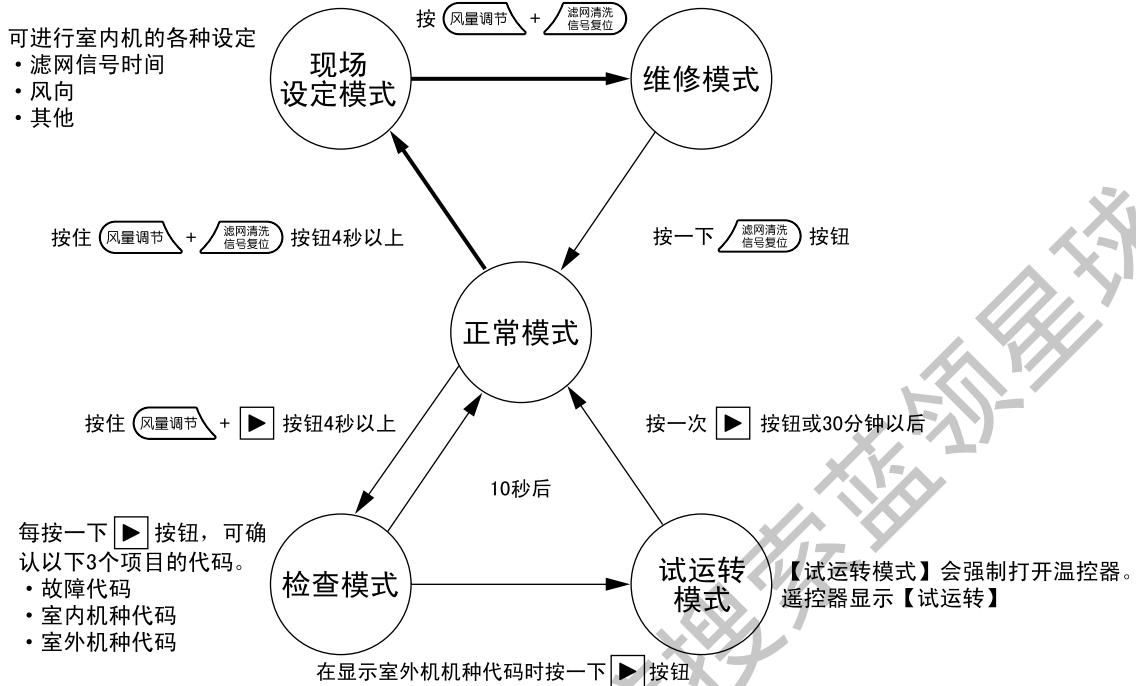 按 风量调节 + 滤网清洗 信号复位
可进行室内机的各种设定
・滤网信号时间
・风向
・其他
现场
设定模式
维修模式
按住 风量调节 + 滤网清洗 信号复位 按钮4秒以上
按一下 滤网清洗 信号复位 按钮
正常模式
按住 风量调节 + ▶ 按钮4秒以上
按一次 ▶ 按钮或30分钟以后
10秒后
每按一下 ▶ 按钮，可确
认以下3个项目的代码。
・故障代码
・室内机种代码
・室外机种代码
检查模式
试运转
模式
【试运转模式】会强制打开温控器。
遥控器显示【试运转】
在显示室外机机种代码时按一下 ▶ 按钮
搜索蓝领星球